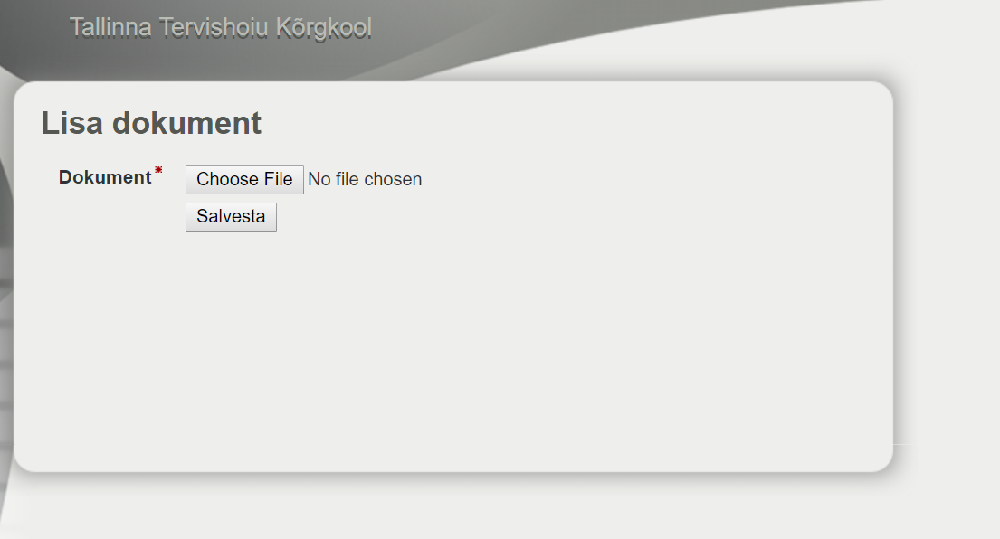 Tallinna Tervishoiu Kõrgkool
Lisa dokument
Dokument* Choose File No file chosen
Salvesta